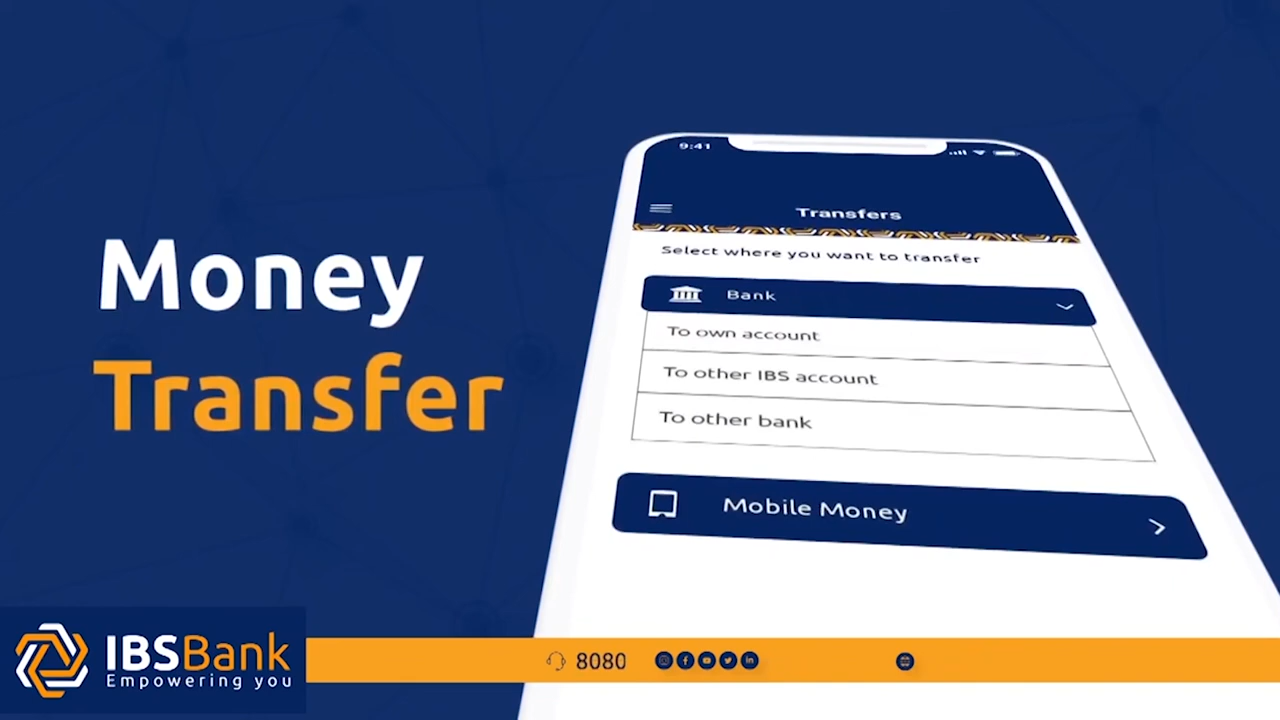 Money
Transfer
9:41
Transfers
Select where you want to transfer
Bank
To own account
To other IBS account
To other bank
Mobile Money
IBSBank
Empowering you
8080